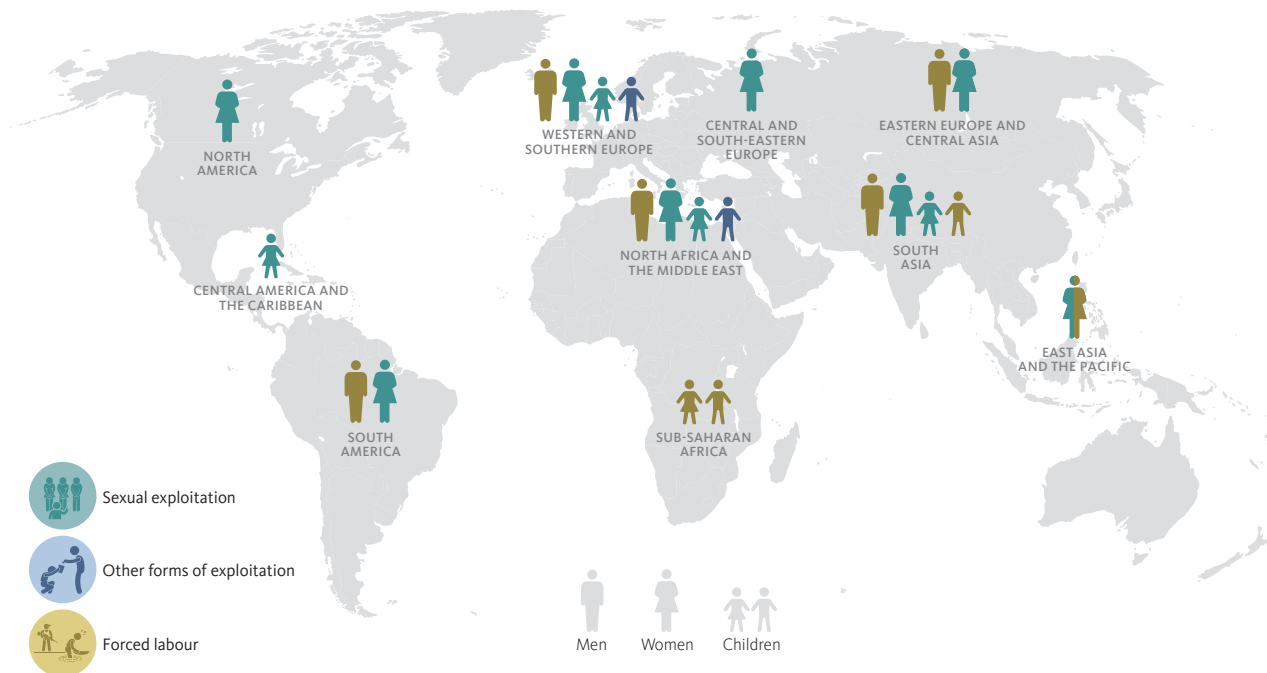 WESTERN AND
SOUTHERN EUROPE
CENTRAL AND
SOUTH-EASTERN
EUROPE
EASTERN EUROPE AND
CENTRAL ASIA
NORTH
AMERICA
NORTH AFRICA AND
THE MIDDLE EAST
SOUTH
ASIA
CENTRAL AMERICA AND
THE CARIBBEAN
EAST ASIA
AND THE PACIFIC
SOUTH
AMERICA
SUB-SAHARAN
AFRICA
Sexual exploitation
Other forms of exploitation
Forced labour
Men
Women
Children